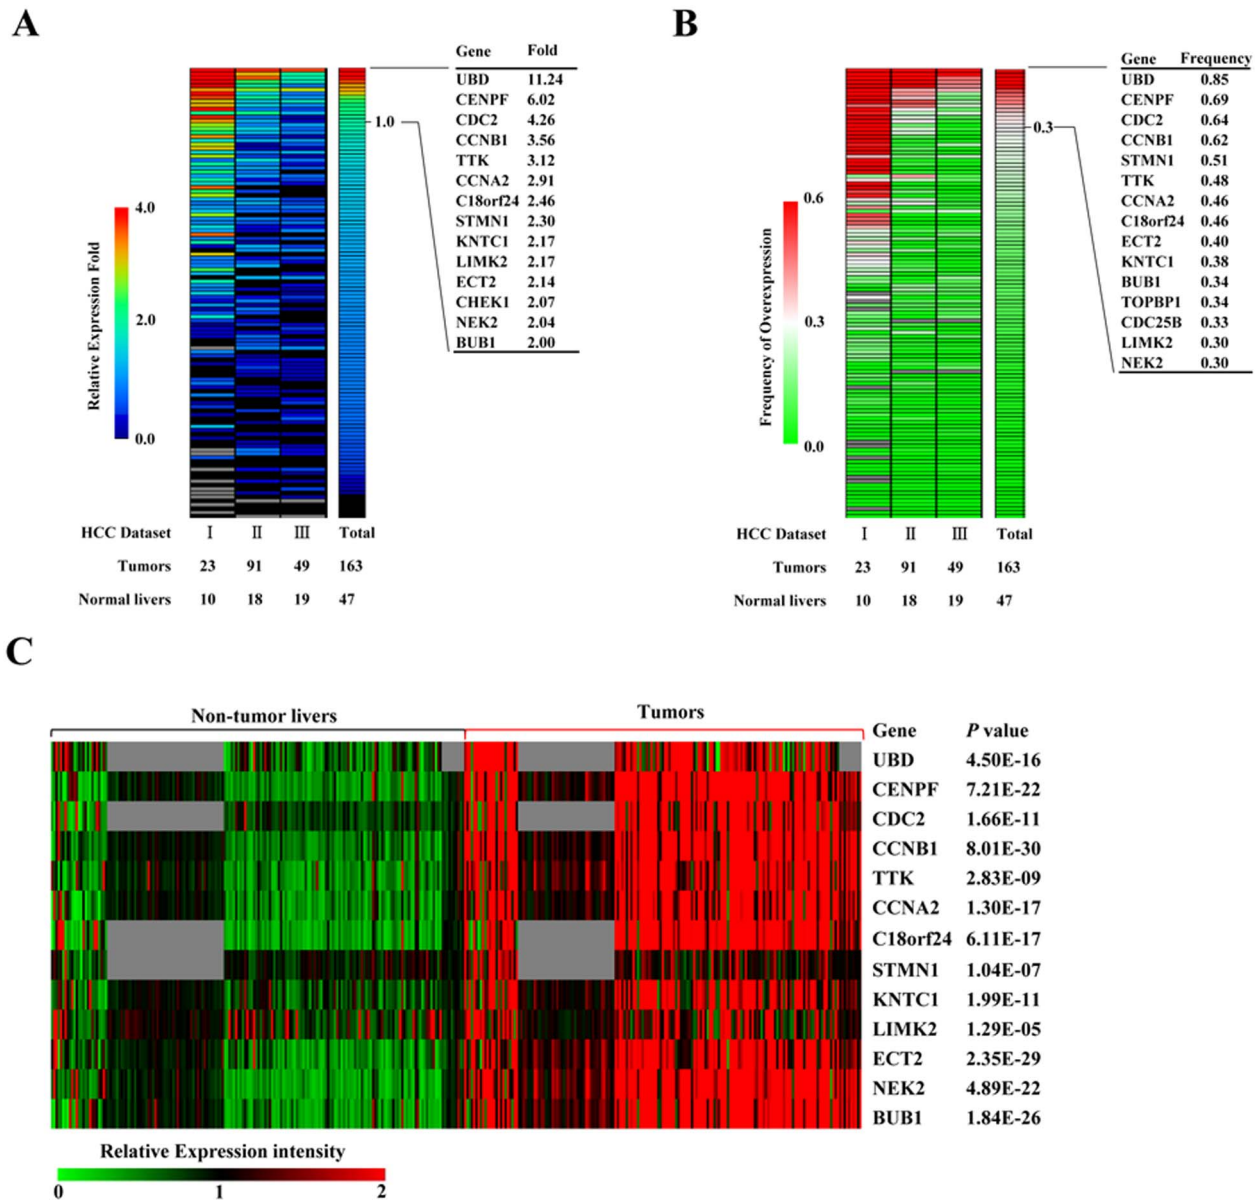 A
Gene Fold
UBD 11.24
CENPF 6.02
CDC2 4.26
CCNB1 3.56
TTK 3.12
CCNA2 2.91
C18orf24 2.46
STMN1 2.30
KNTC1 2.17
LIMK2 2.17
ECT2 2.14
CHEK1 2.07
NEK2 2.04
BUB1 2.00
1.0
Relative Expression Fold
4.0
2.0
0.0
HCC Dataset I II III Total
Tumors 23 91 49 163
Normal livers 10 18 19 47
B
Gene Frequency
UBD 0.85
CENPF 0.69
CDC2 0.64
CCNB1 0.62
STMN1 0.51
TTK 0.48
CCNA2 0.46
C18orf24 0.46
ECT2 0.40
KNTC1 0.38
BUB1 0.34
TOPBP1 0.34
CDC25B 0.33
LIMK2 0.30
NEK2 0.30
0.3
Frequency of Overexpression
0.6
0.3
0.0
HCC Dataset I II III Total
Tumors 23 91 49 163
Normal livers 10 18 19 47
C
Non-tumor livers Tumors
Gene P value
UBD 4.50E-16
CENPF 7.21E-22
CDC2 1.66E-11
CCNB1 8.01E-30
TTK 2.83E-09
CCNA2 1.30E-17
C18orf24 6.11E-17
STMN1 1.04E-07
KNTC1 1.99E-11
LIMK2 1.29E-05
ECT2 2.35E-29
NEK2 4.89E-22
BUB1 1.84E-26
Relative Expression intensity
0 1 2